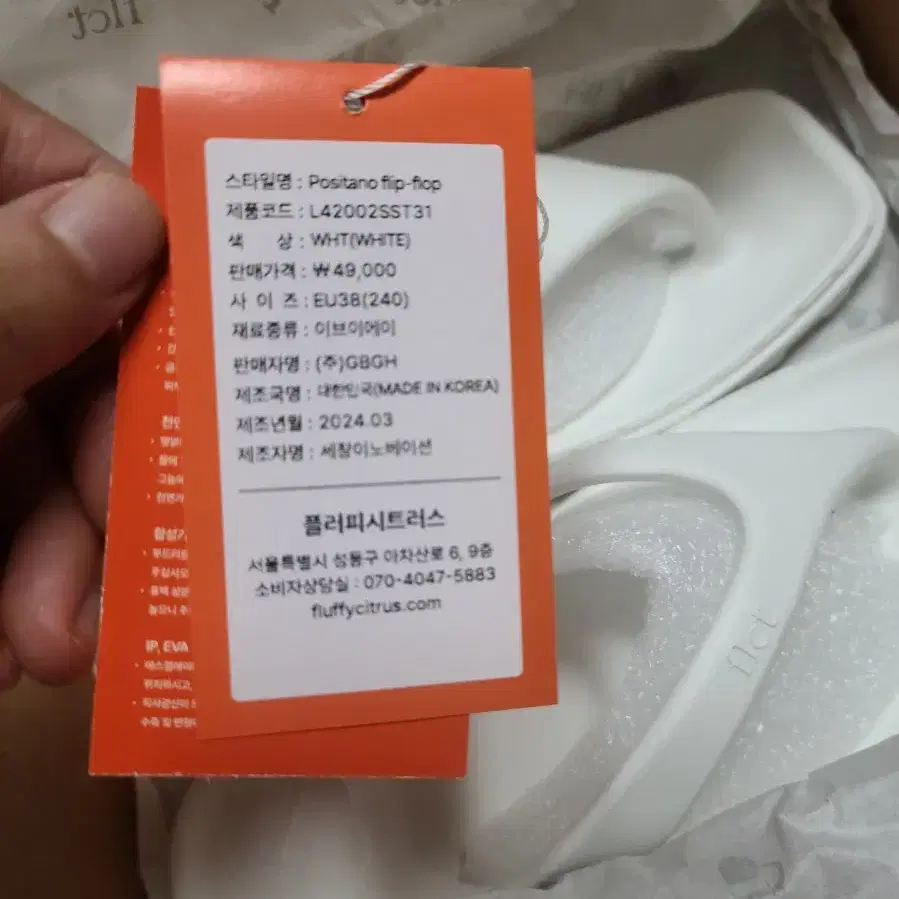 flct
flct
스타일명 : Positano flip-flop
제품코드 : L42002SST31
색 상 : WHT(WHITE)
판매가격 : ₩49,000
사 이 즈 : EU38(240)
재료종류 : 이브이에이
판매자명 : (주)GBGH
제조국명 : 대한민국(MADE IN KOREA)
제조년월 : 2024.03
제조자명 : 세장이노베이션
플러피시트러스
서울특별시 성동구 아차산로 6, 9층
소비자상담실 : 070-4047-5883
fluffycitrus.com
IP, EVA
flct